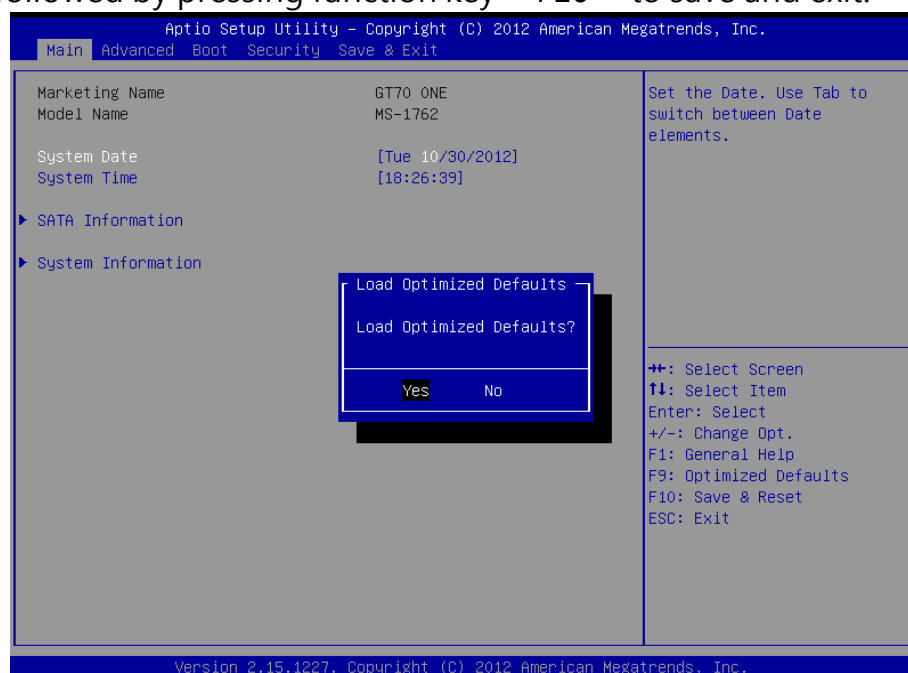 followed by pressing function key " F10 " to save and exit.
Aptio Setup Utility – Copyright (C) 2012 American Megatrends, Inc.
Main Advanced Boot Security Save & Exit
Marketing Name GT70 ONE
Model Name MS-1762
System Date [Tue 10/30/2012]
System Time [18:26:39]
SATA Information
System Information
Set the Date. Use Tab to
switch between Date
elements.
Load Optimized Defaults
Load Optimized Defaults?
Yes No
→←: Select Screen
↑↓: Select Item
Enter: Select
+/-: Change Opt.
F1: General Help
F9: Optimized Defaults
F10: Save & Reset
ESC: Exit
Version 2.15.1227. Copyright (C) 2012 American Megatrends, Inc.